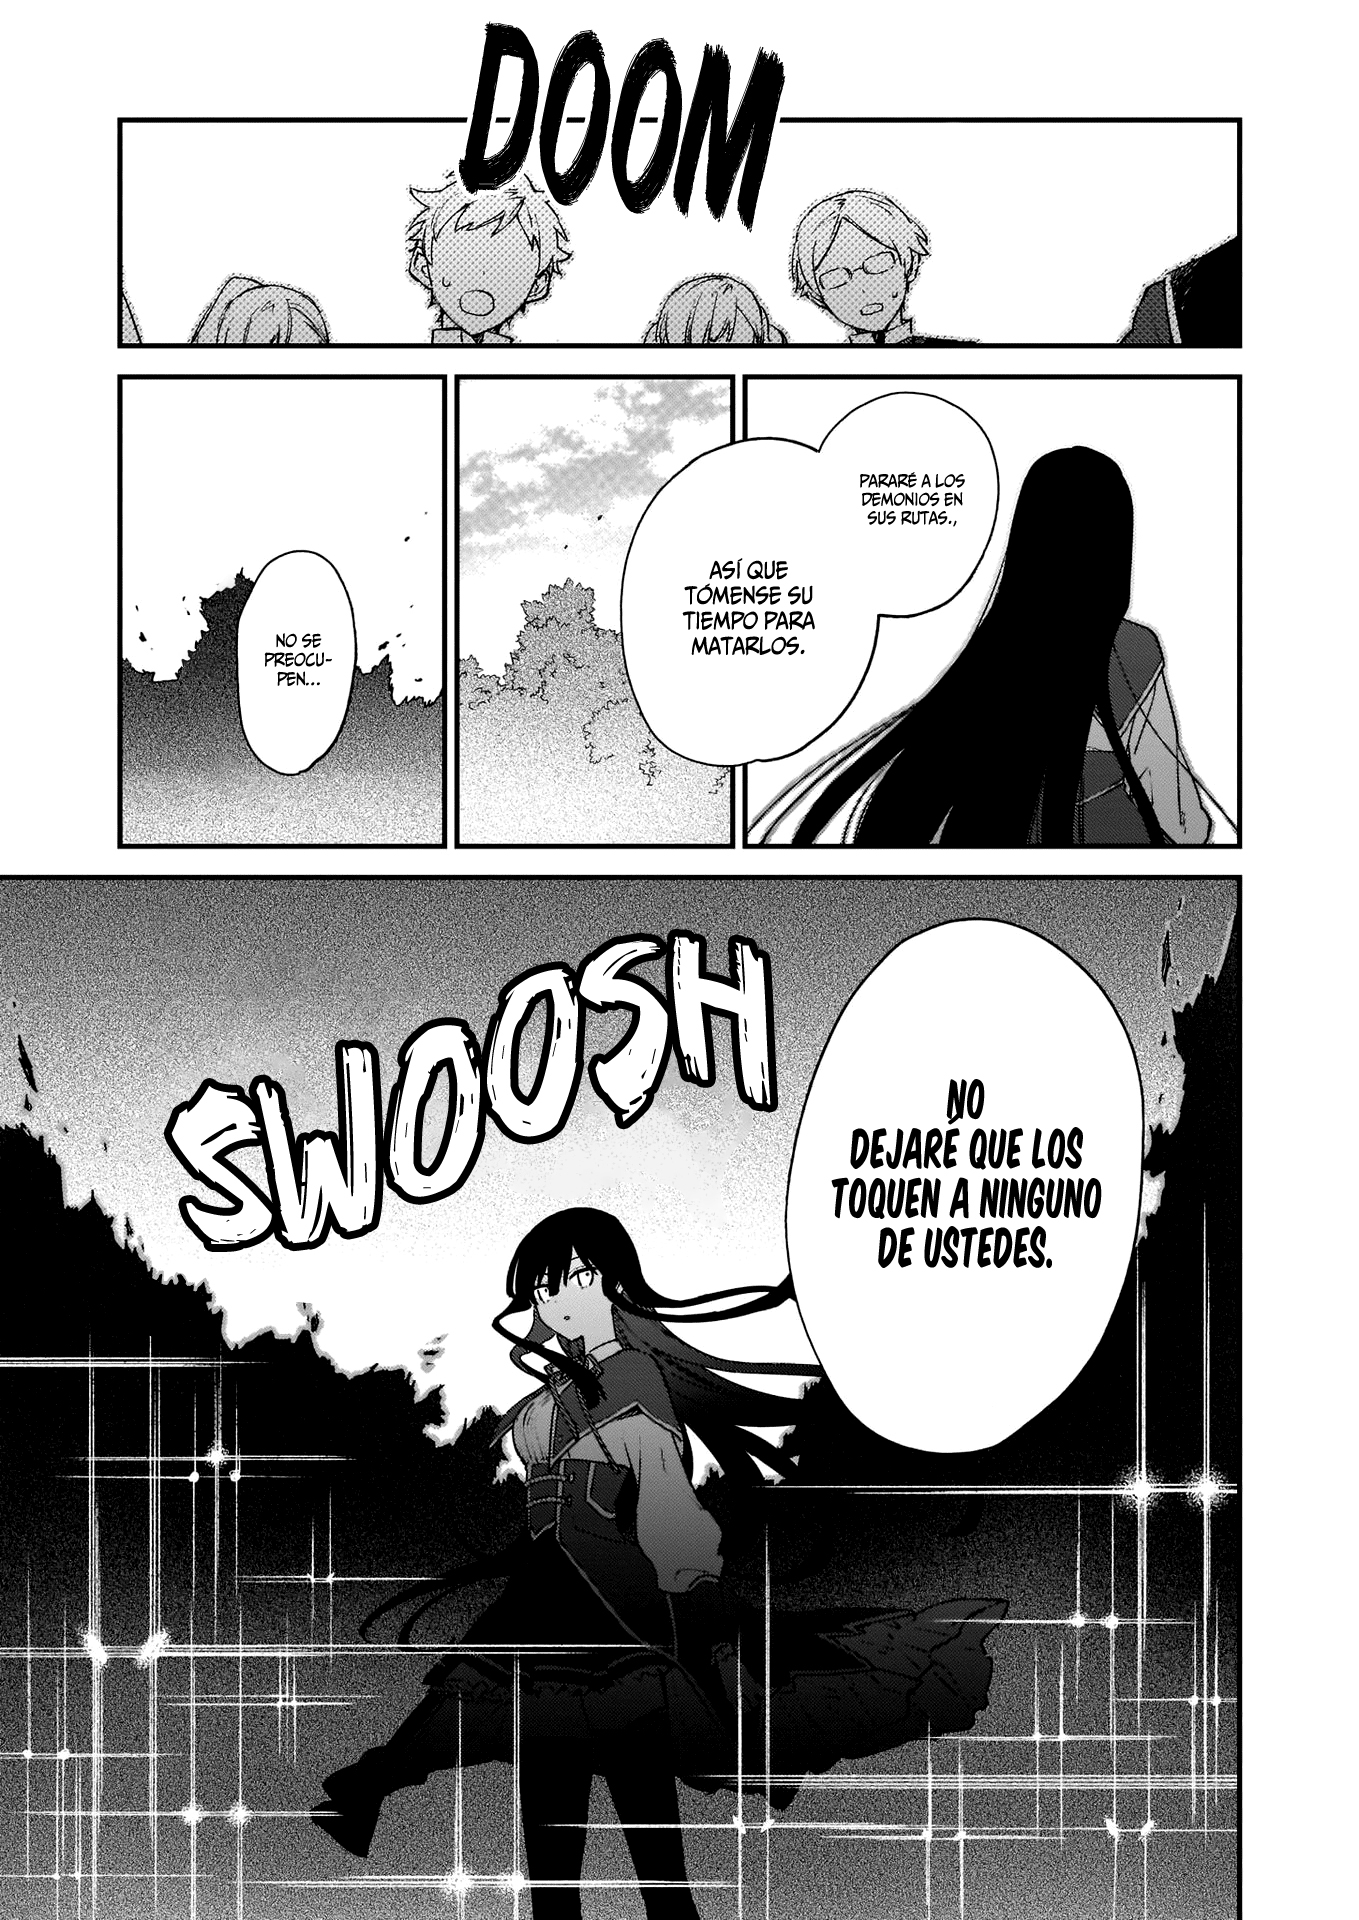 DOOM
PARARÉ A LOS
DEMONIOS EN
SUS RUTAS.,
ASÍ QUE
TÓMENSE SU
TIEMPO PARA
MATARLOS.
NO SE
PREOCU-
PEN...
SWOOSH
NO
DEJARÉ QUE LOS
TOQUEN A NINGUNO
DE USTEDES.